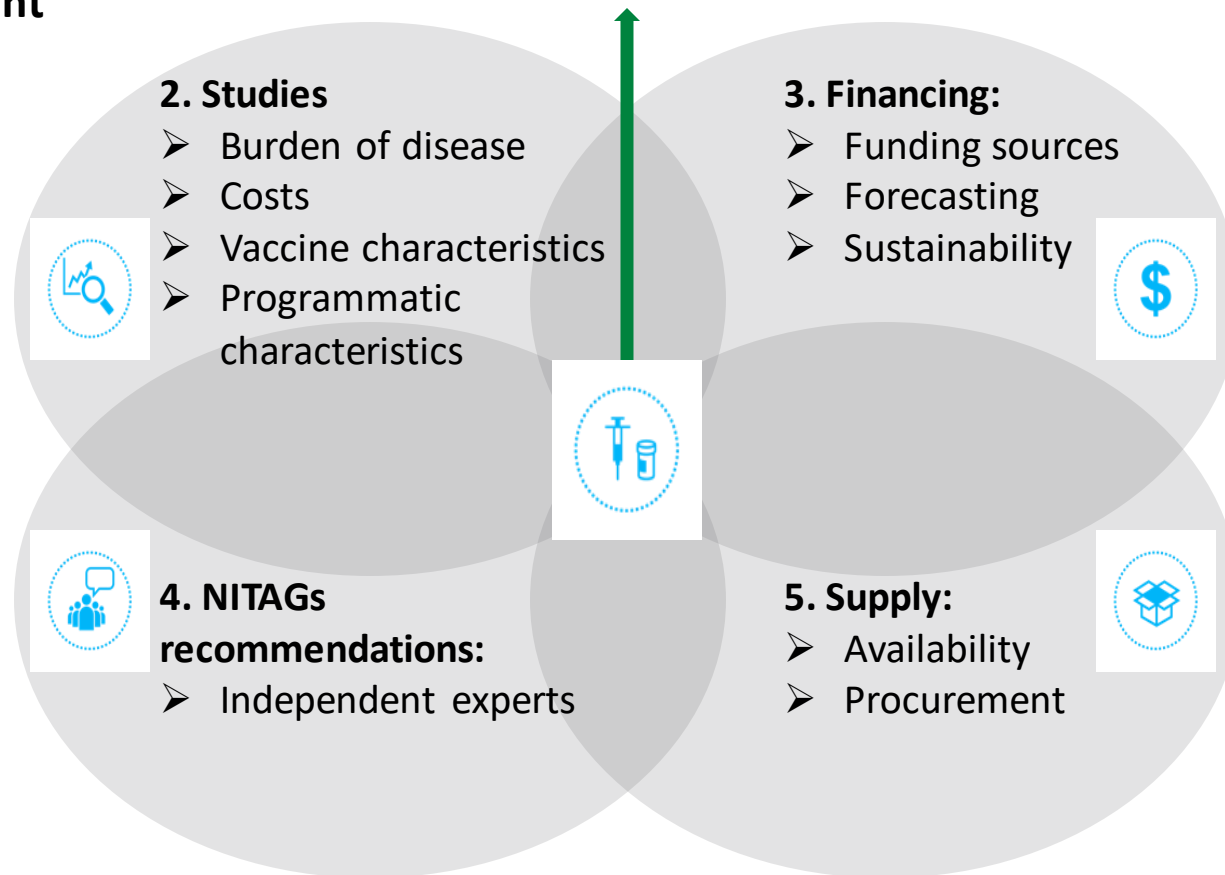 2. Studies
➢ Burden of disease
➢ Costs
➢ Vaccine characteristics
➢ Programmatic
characteristics
3. Financing:
➢ Funding sources
➢ Forecasting
➢ Sustainability
$
4. NITAGs
recommendations:
➢ Independent experts
5. Supply:
➢ Availability
➢ Procurement